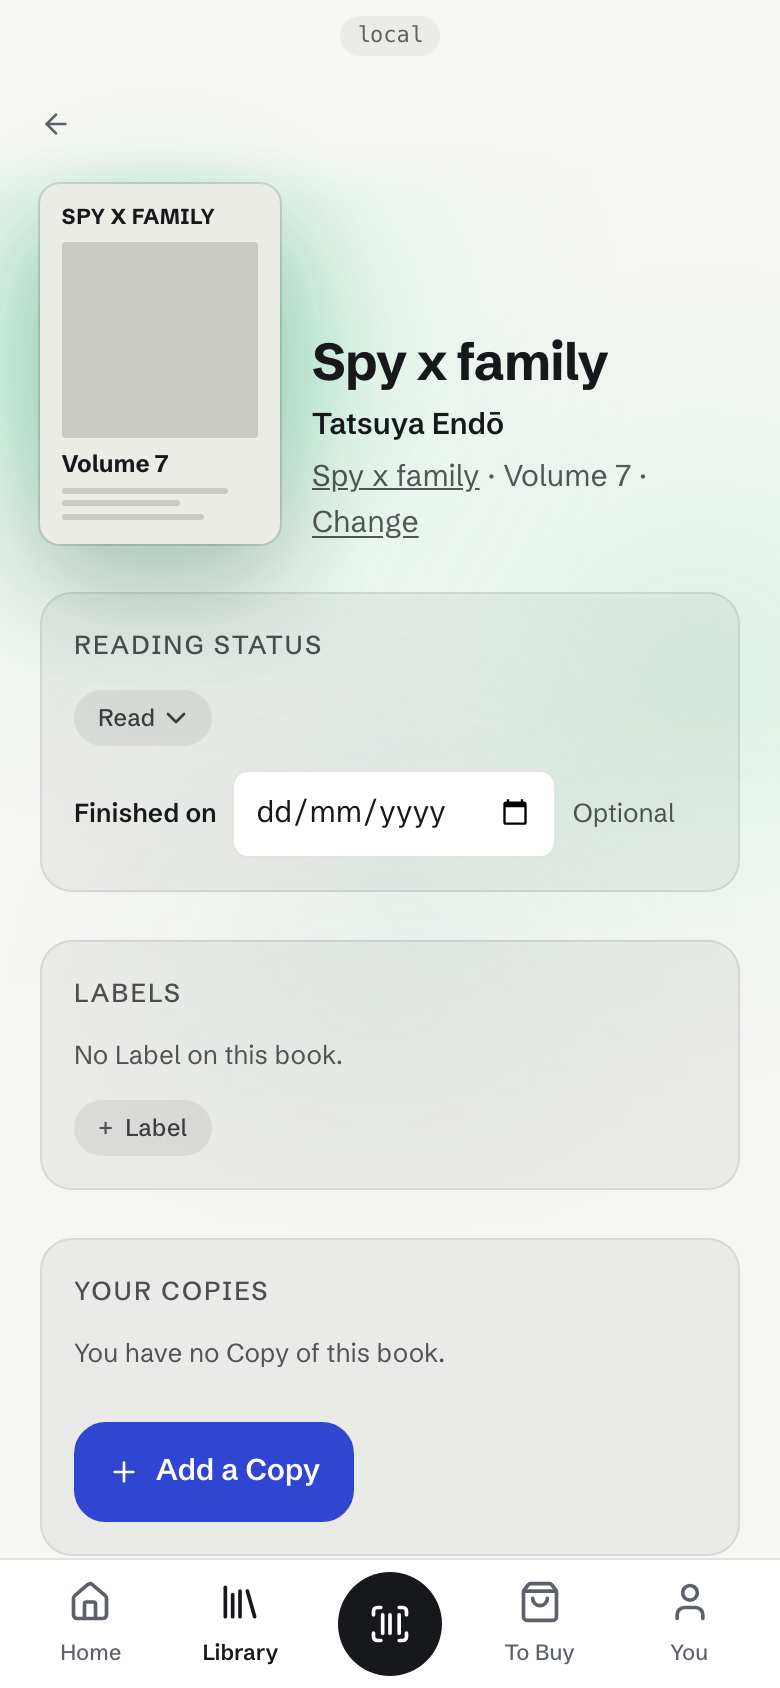 local
SPY X FAMILY
Volume 7
Spy x family
Tatsuya Endō
Spy x family · Volume 7 ·
Change
READING STATUS
Read
Finished on dd/mm/yyyy Optional
LABELS
No Label on this book.
+ Label
YOUR COPIES
You have no Copy of this book.
+ Add a Copy
Home Library To Buy You